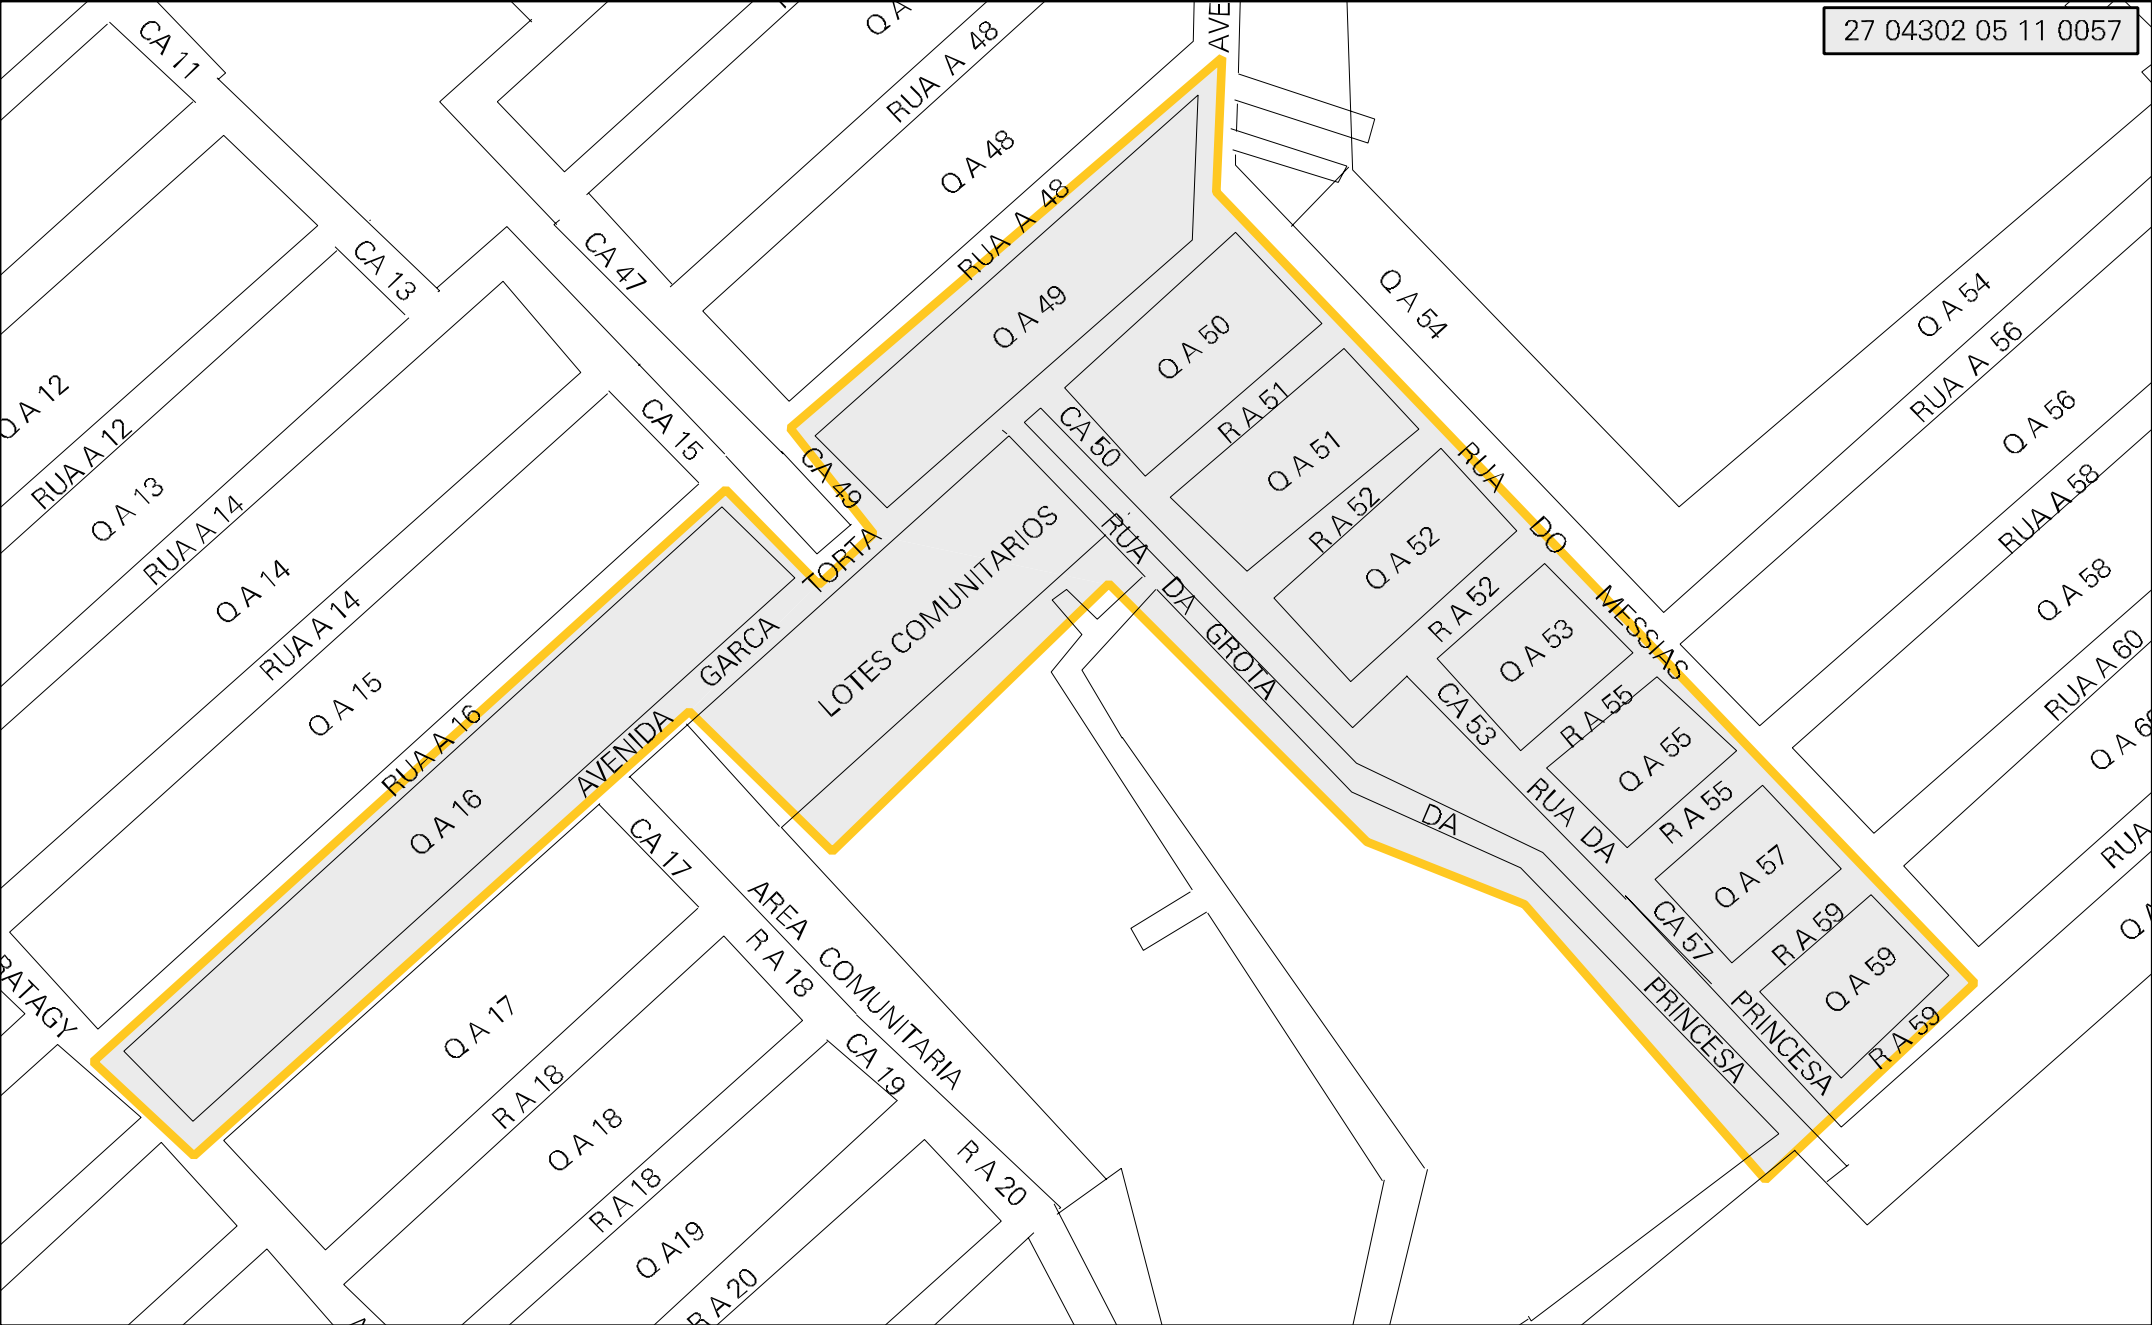 27 04302 05 11 0057
CA 11
Q A
RUA A 48
AVE
Q A 48
CA 13
CA 47
RUA A 48
Q A 49
Q A 50
Q A 54
Q A 54
RUA A 56
Q A 12
RUA A 12
Q A 13
RUA A 14
Q A 14
RUA A 14
Q A 15
CA 15
CA 49
CA 50
R A 51
Q A 51
R A 52
Q A 52
R A 52
Q A 53
CA 53
R A 55
Q A 55
R A 55
Q A 57
CA 57
R A 59
Q A 59
R A 59
RUA DO MESSIAS
Q A 56
RUA A 58
Q A 58
RUA A 60
Q A 60
RUA
Q A
RUA DA GROTA DA PRINCESA
RUA DA PRINCESA
LOTES COMUNITARIOS
AVENIDA GARCA TORTA
RUA A 16
Q A 16
BATAGY
CA 17
AREA COMUNITARIA
R A 18
Q A 17
R A 18
CA 19
Q A 18
R A 18
R A 20
Q A19
R A 20